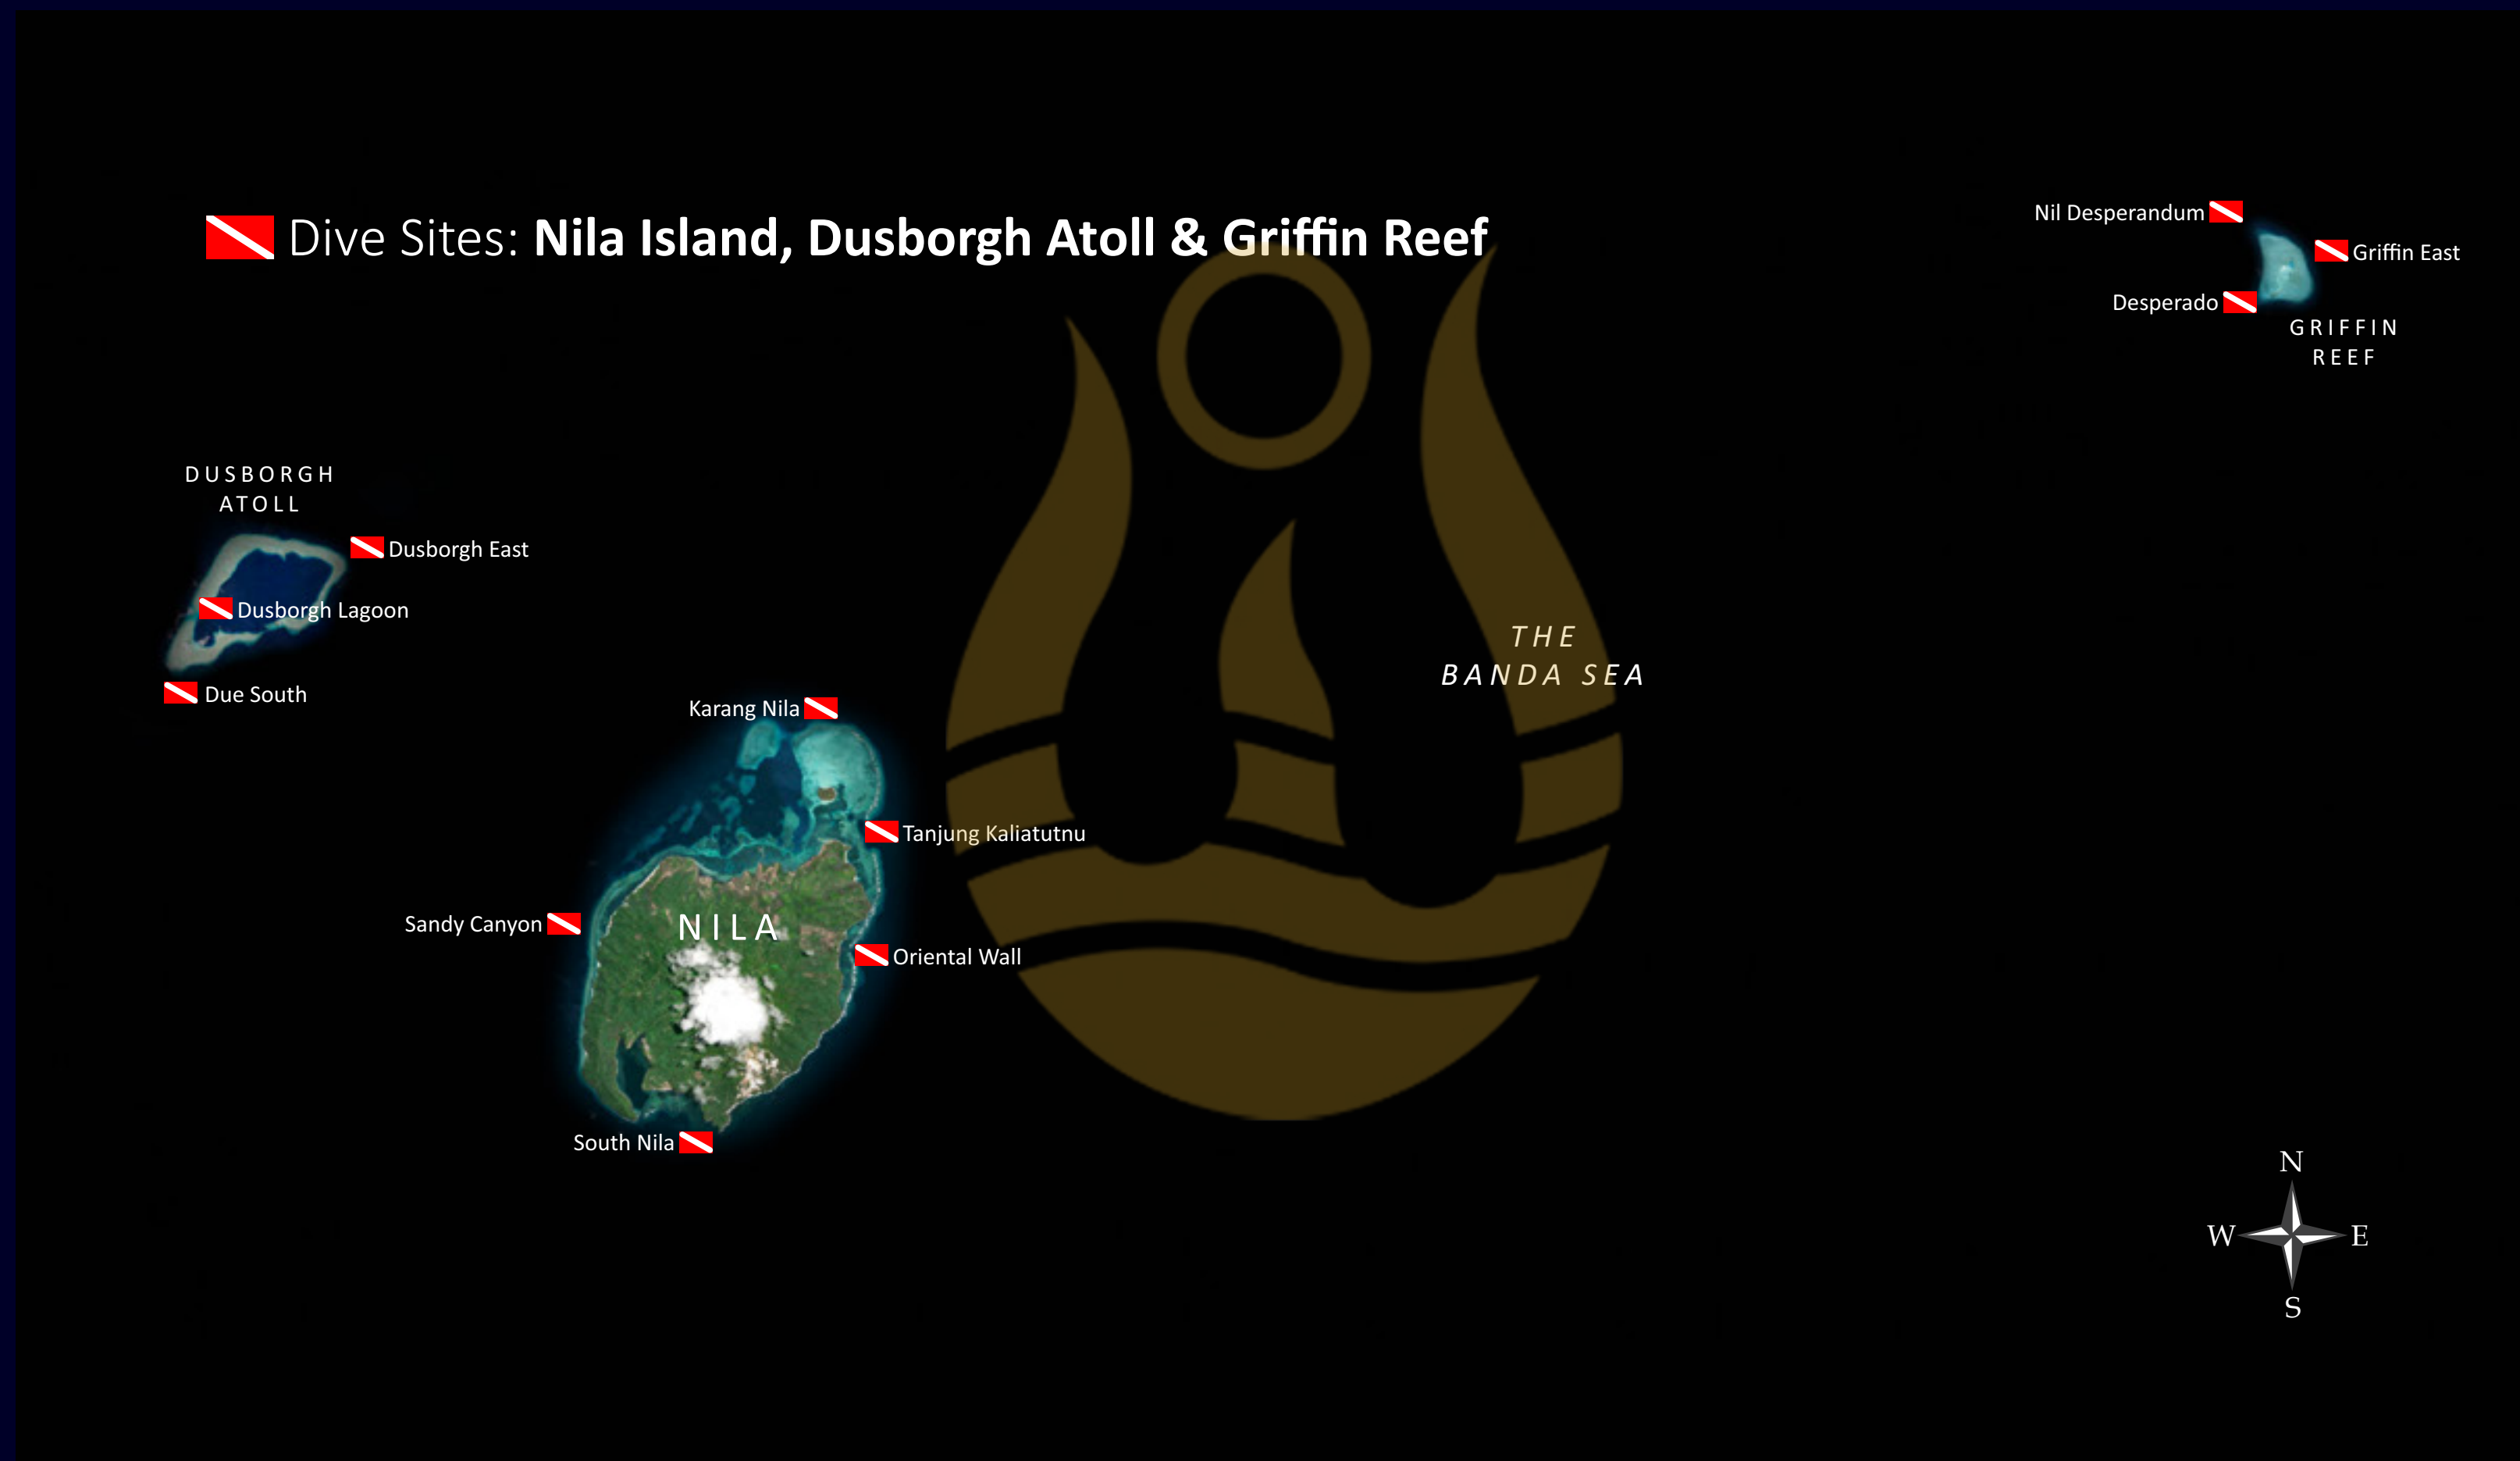 Dive Sites: Nila Island, Dusborgh Atoll & Griffin Reef
Nil Desperandum
Griffin East
Desperado
GRIFFIN
REEF
DUSBORGH
ATOLL
Dusborgh East
Dusborgh Lagoon
Due South
THE
BANDA SEA
Karang Nila
Tanjung Kaliatutnu
Sandy Canyon
NILA
Oriental Wall
South Nila
N
W
E
S